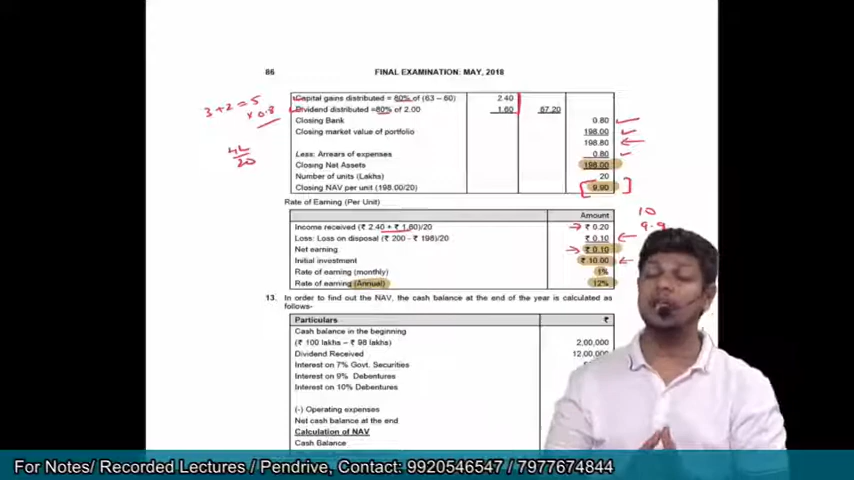 86 FINAL EXAMINATION: MAY, 2018
3+2=5
×0.8
4L
20
Capital gains distributed = 80% of (63 – 60) 2.40
Dividend distributed =80% of 2.00 1.60 67.20
Closing Bank 0.80
Closing market value of portfolio 198.00
198.80
Less: Arrears of expenses 0.80
Closing Net Assets 198.00
Number of units (Lakhs) 20
Closing NAV per unit (198.00/20) 9.90
Rate of Earning (Per Unit)
Amount
Income received (₹ 2.40 + ₹ 1.60)/20 ₹ 0.20
Loss: Loss on disposal (₹ 200 - ₹ 198)/20 ₹ 0.10
Net earning ₹ 0.10
Initial investment ₹ 10.00
Rate of earning (monthly) 1%
Rate of earning (Annual) 12%
10
9.9
13. In order to find out the NAV, the cash balance at the end of the year is calculated as
follows-
Particulars ₹
Cash balance in the beginning
(₹ 100 lakhs – ₹ 98 lakhs) 2,00,000
Dividend Received 12,00,000
Interest on 7% Govt. Securities
Interest on 9% Debentures
Interest on 10% Debentures
(-) Operating expenses
Net cash balance at the end
Calculation of NAV
Cash Balance
For Notes/ Recorded Lectures / Pendrive, Contact: 9920546547 / 7977674844